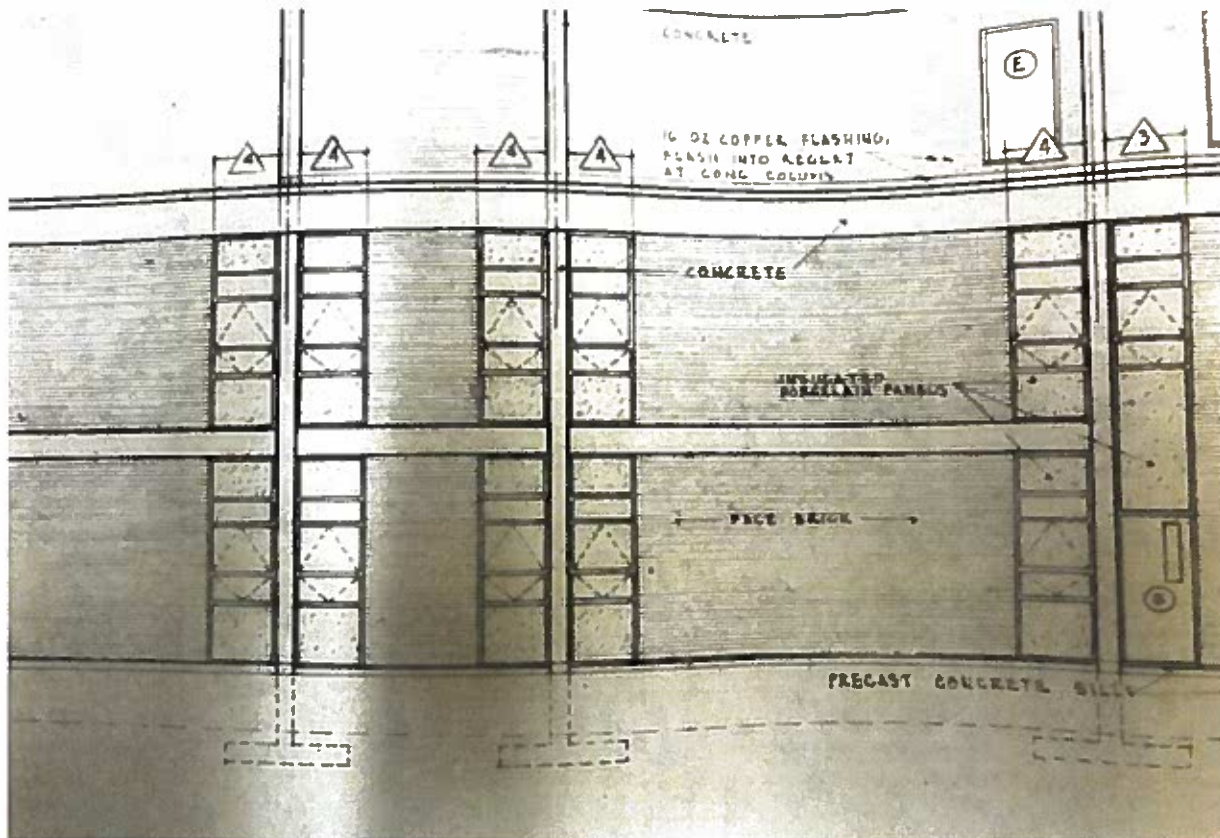 CONCRETE
E
16 OZ COPPER FLASHING,
FLASH INTO REGLET
AT CONC COLUMN
4
4
4
4
4
3
CONCRETE
INSULATED
PORCELAIN PANELS
FACE BRICK
PRECAST CONCRETE SILL